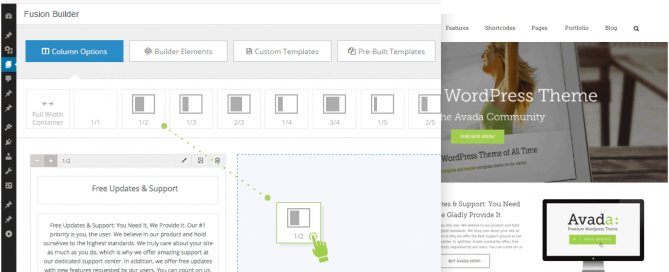 Fusion Builder
Column Options
Builder Elements
Custom Templates
Pre-Built Templates
Full Width
Container
1/1
1/2
1/3
2/3
1/4
3/4
1/5
2/5
1/2
Free Updates & Support
Free Updates & Support: You Need It, We Provide It. Our #1
priority is you, the user. We believe in our product and hold
ourselves to the highest standards. We truly care about your site
as much as you do, which is why we offer amazing support at
our dedicated support center. In addition, we offer free updates
with new features requested by our users. You can count on us,
1/2
Features Shortcodes Pages Portfolio Blog
WordPress Theme
he Avada Community
PURCHASE AVADA!
WordPress Theme of All Time
tes & Support: You Need
e Gladly Provide It.
BUY AVADA NOW!
Avada:
Premium WordPress Theme